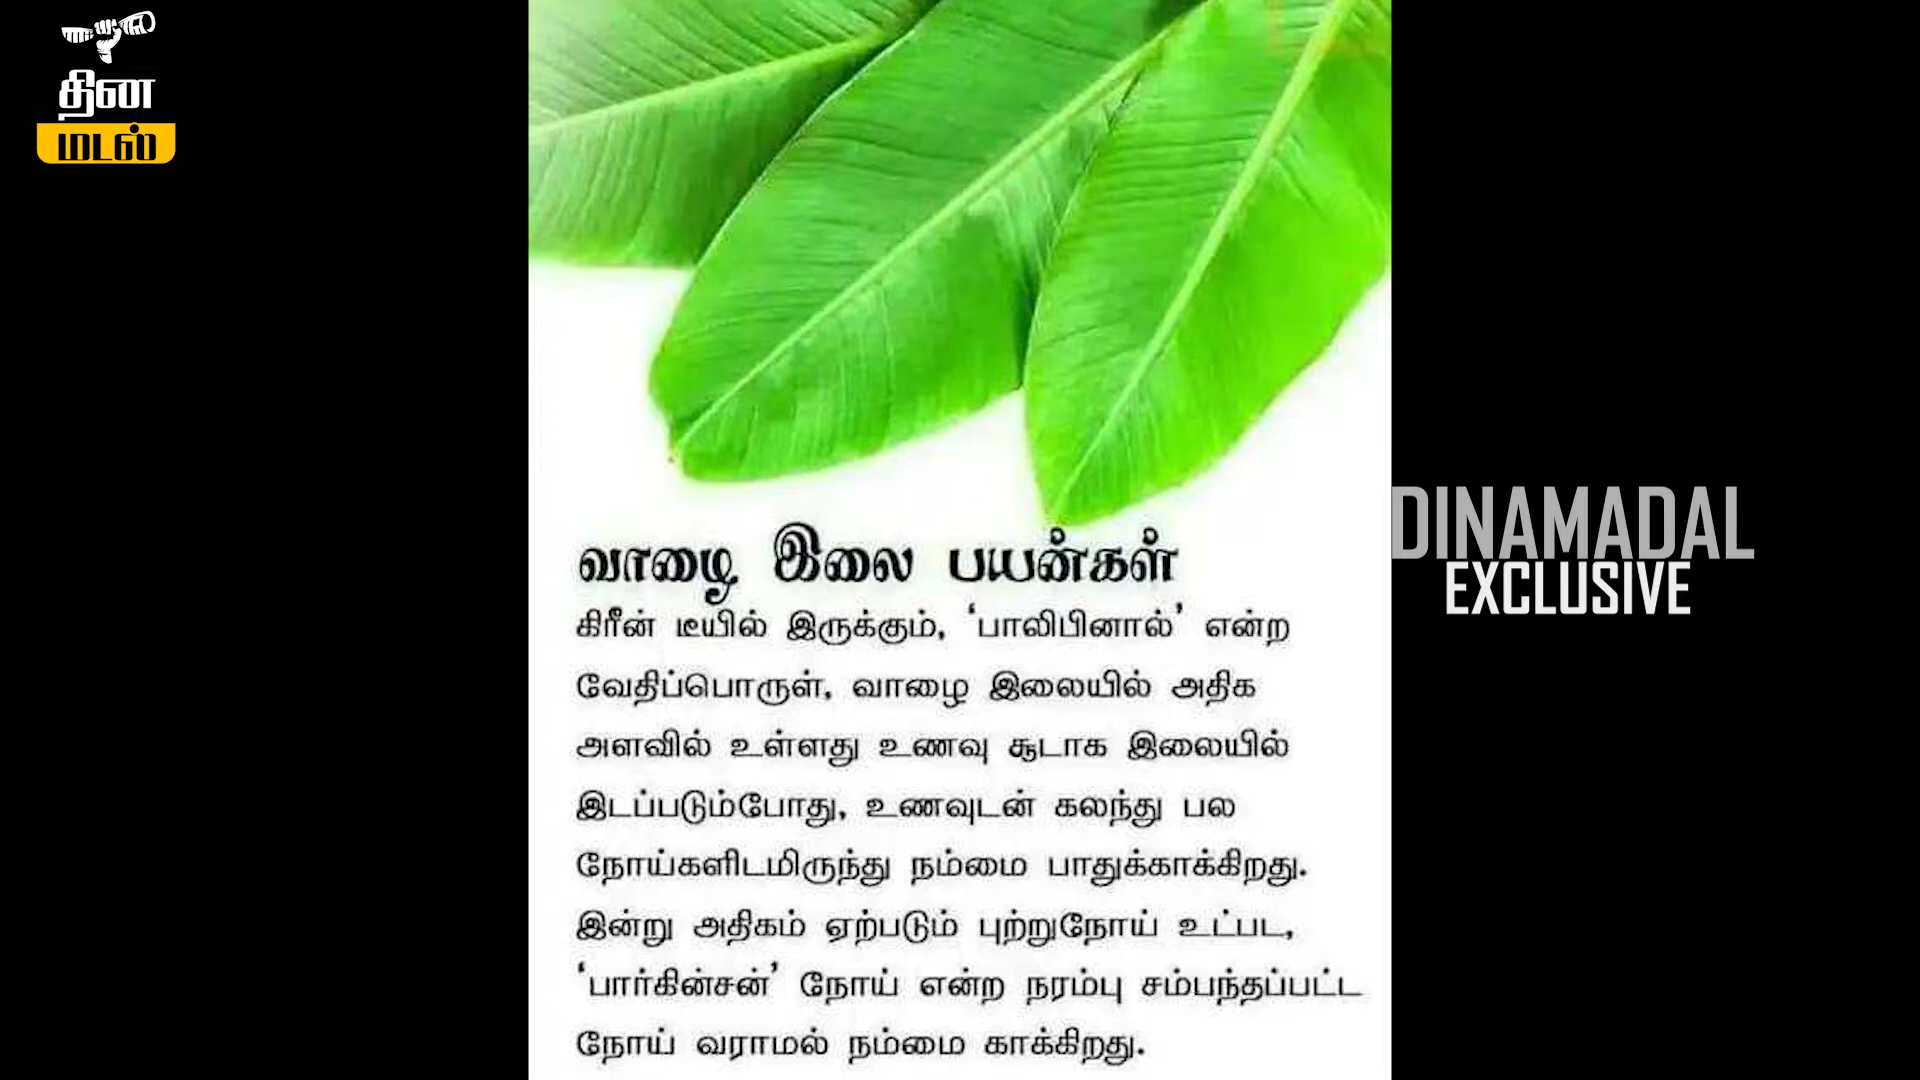 தின
மடல்
வாழை இலை பயன்கள்
கிரீன் டீயில் இருக்கும், ‘பாலிபினால்’ என்ற
வேதிப்பொருள், வாழை இலையில் அதிக
அளவில் உள்ளது உணவு சூடாக இலையில்
இடப்படும்போது, உணவுடன் கலந்து பல
நோய்களிடமிருந்து நம்மை பாதுக்காக்கிறது.
இன்று அதிகம் ஏற்படும் புற்றுநோய் உட்பட,
‘பார்கின்சன்’ நோய் என்ற நரம்பு சம்பந்தப்பட்ட
நோய் வராமல் நம்மை காக்கிறது.
DINAMADAL
EXCLUSIVE